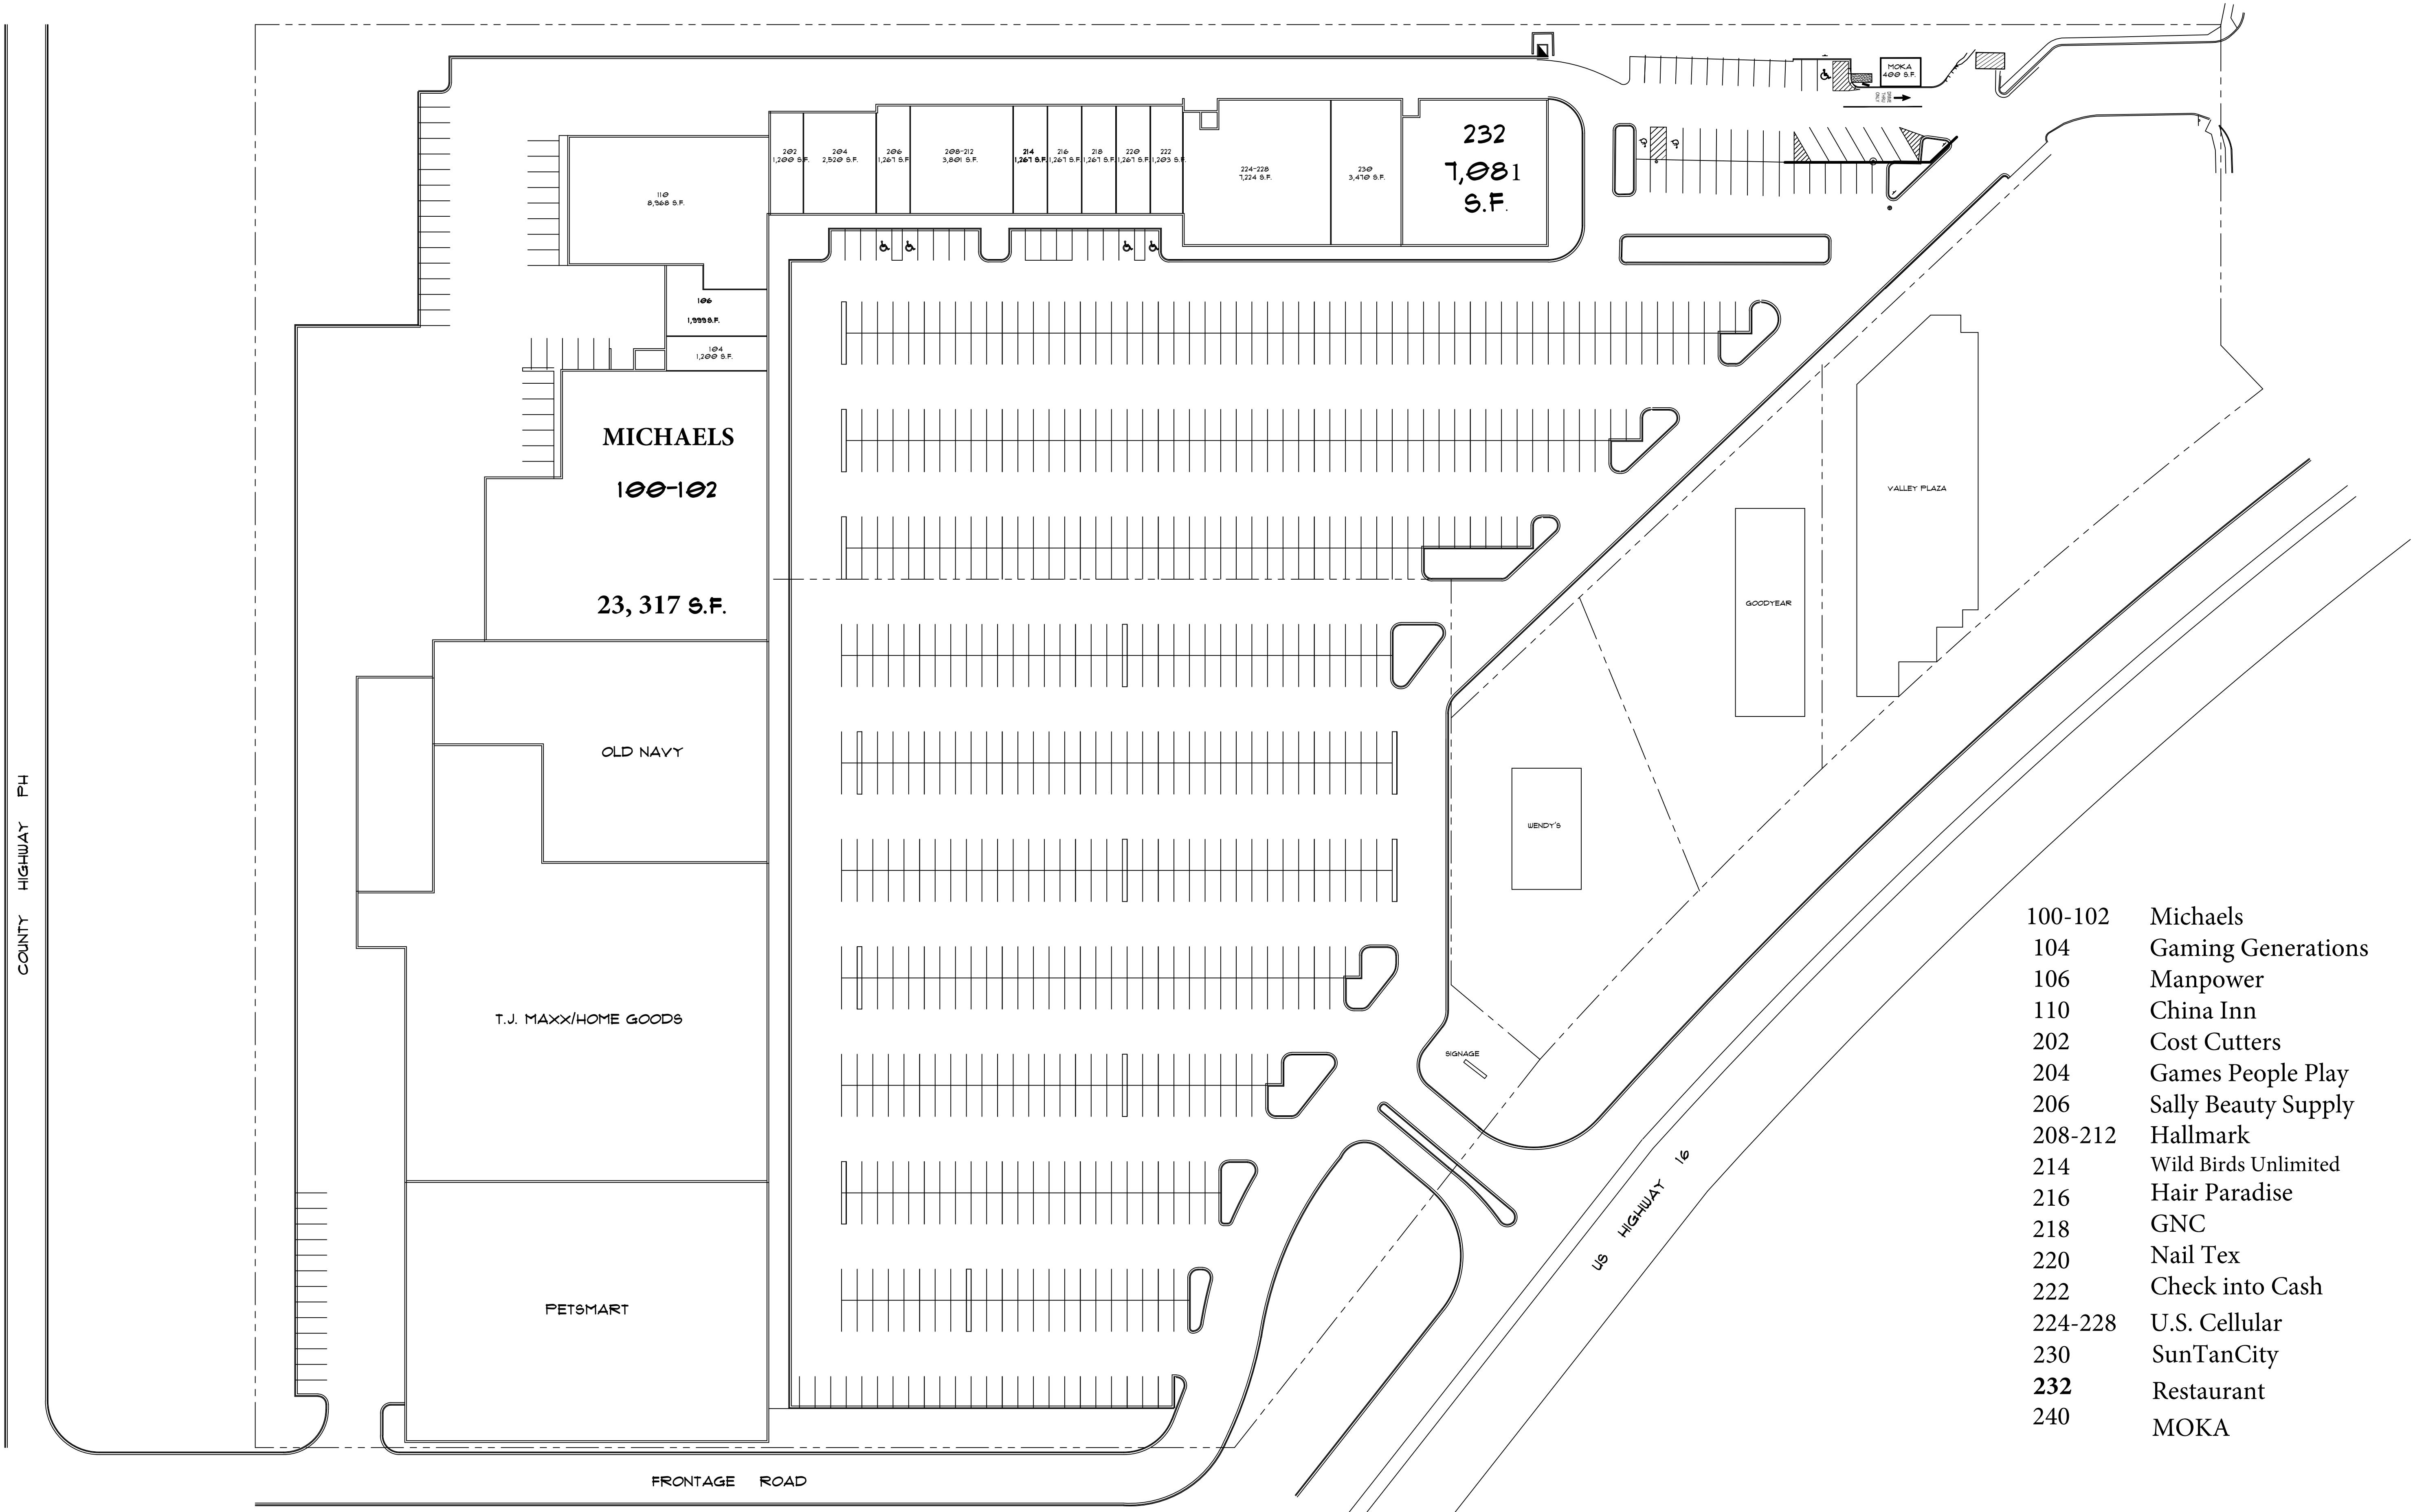 MOKA
400 S.F.
DRIVE
THRU
ONLY
202
1,200 S.F.
204
2,520 S.F.
206
1,267 S.F.
208-212
3,801 S.F.
214
1,267 S.F.
216
1,267 S.F.
218
1,267 S.F.
220
1,267 S.F.
222
1,203 S.F.
224-228
7,224 S.F.
230
3,470 S.F.
232
7,081
S.F.
110
8,968 S.F.
106
1,999 S.F.
104
1,200 S.F.
MICHAELS
100-102
23, 317 S.F.
OLD NAVY
T.J. MAXX/HOME GOODS
PETSMART
VALLEY PLAZA
GOODYEAR
WENDY'S
SIGNAGE
COUNTY HIGHWAY PH
US HIGHWAY 16
FRONTAGE ROAD
100-102 Michaels
104 Gaming Generations
106 Manpower
110 China Inn
202 Cost Cutters
204 Games People Play
206 Sally Beauty Supply
208-212 Hallmark
214 Wild Birds Unlimited
216 Hair Paradise
218 GNC
220 Nail Tex
222 Check into Cash
224-228 U.S. Cellular
230 SunTanCity
232 Restaurant
240 MOKA